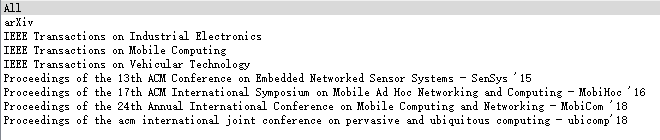 All
arXiv
IEEE Transactions on Industrial Electronics
IEEE Transactions on Mobile Computing
IEEE Transactions on Vehicular Technology
Proceedings of the 13th ACM Conference on Embedded Networked Sensor Systems - SenSys '15
Proceedings of the 17th ACM International Symposium on Mobile Ad Hoc Networking and Computing - MobiHoc '16
Proceedings of the 24th Annual International Conference on Mobile Computing and Networking - MobiCom '18
Proceedings of the acm international joint conference on pervasive and ubiquitous computing - ubicomp'18